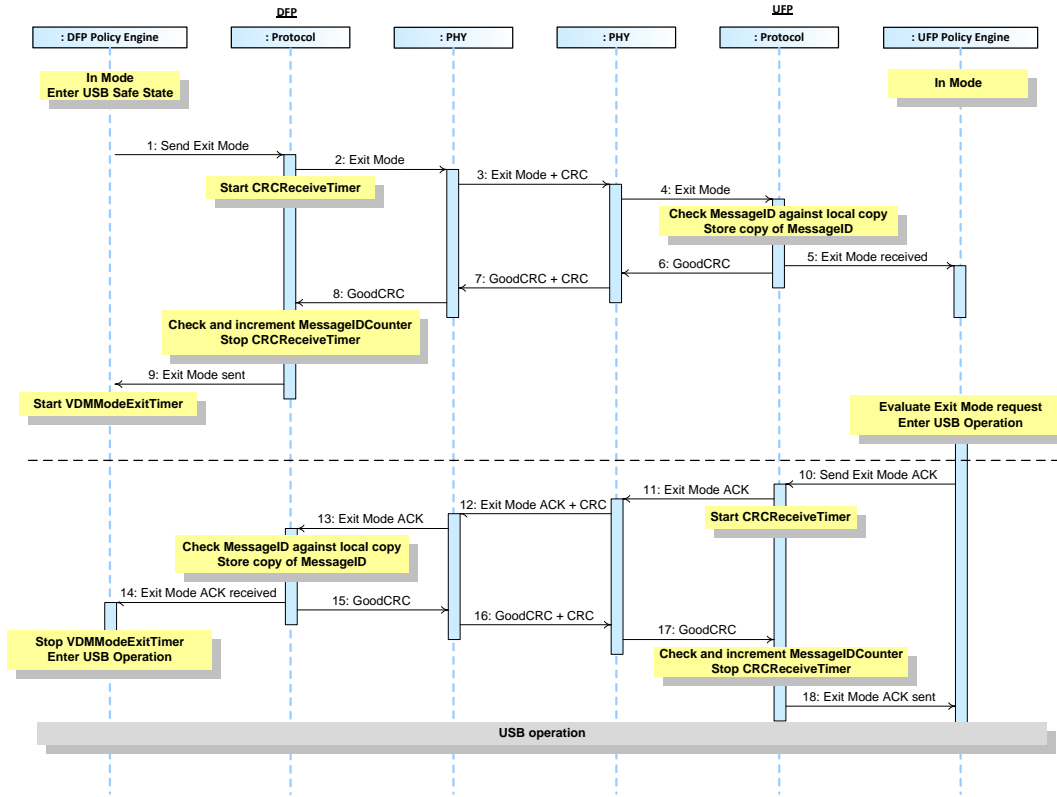 DFP
UFP
: DFP Policy Engine
: Protocol
: PHY
: PHY
: Protocol
: UFP Policy Engine
In Mode
Enter USB Safe State
In Mode
1: Send Exit Mode
2: Exit Mode
3: Exit Mode + CRC
4: Exit Mode
Start CRCReceiveTimer
Check MessageID against local copy
Store copy of MessageID
5: Exit Mode received
6: GoodCRC
7: GoodCRC + CRC
8: GoodCRC
Check and increment MessageIDCounter
Stop CRCReceiveTimer
9: Exit Mode sent
Start VDMModeExitTimer
Evaluate Exit Mode request
Enter USB Operation
10: Send Exit Mode ACK
11: Exit Mode ACK
12: Exit Mode ACK + CRC
13: Exit Mode ACK
Start CRCReceiveTimer
Check MessageID against local copy
Store copy of MessageID
14: Exit Mode ACK received
15: GoodCRC
16: GoodCRC + CRC
17: GoodCRC
Stop VDMModeExitTimer
Enter USB Operation
Check and increment MessageIDCounter
Stop CRCReceiveTimer
18: Exit Mode ACK sent
USB operation